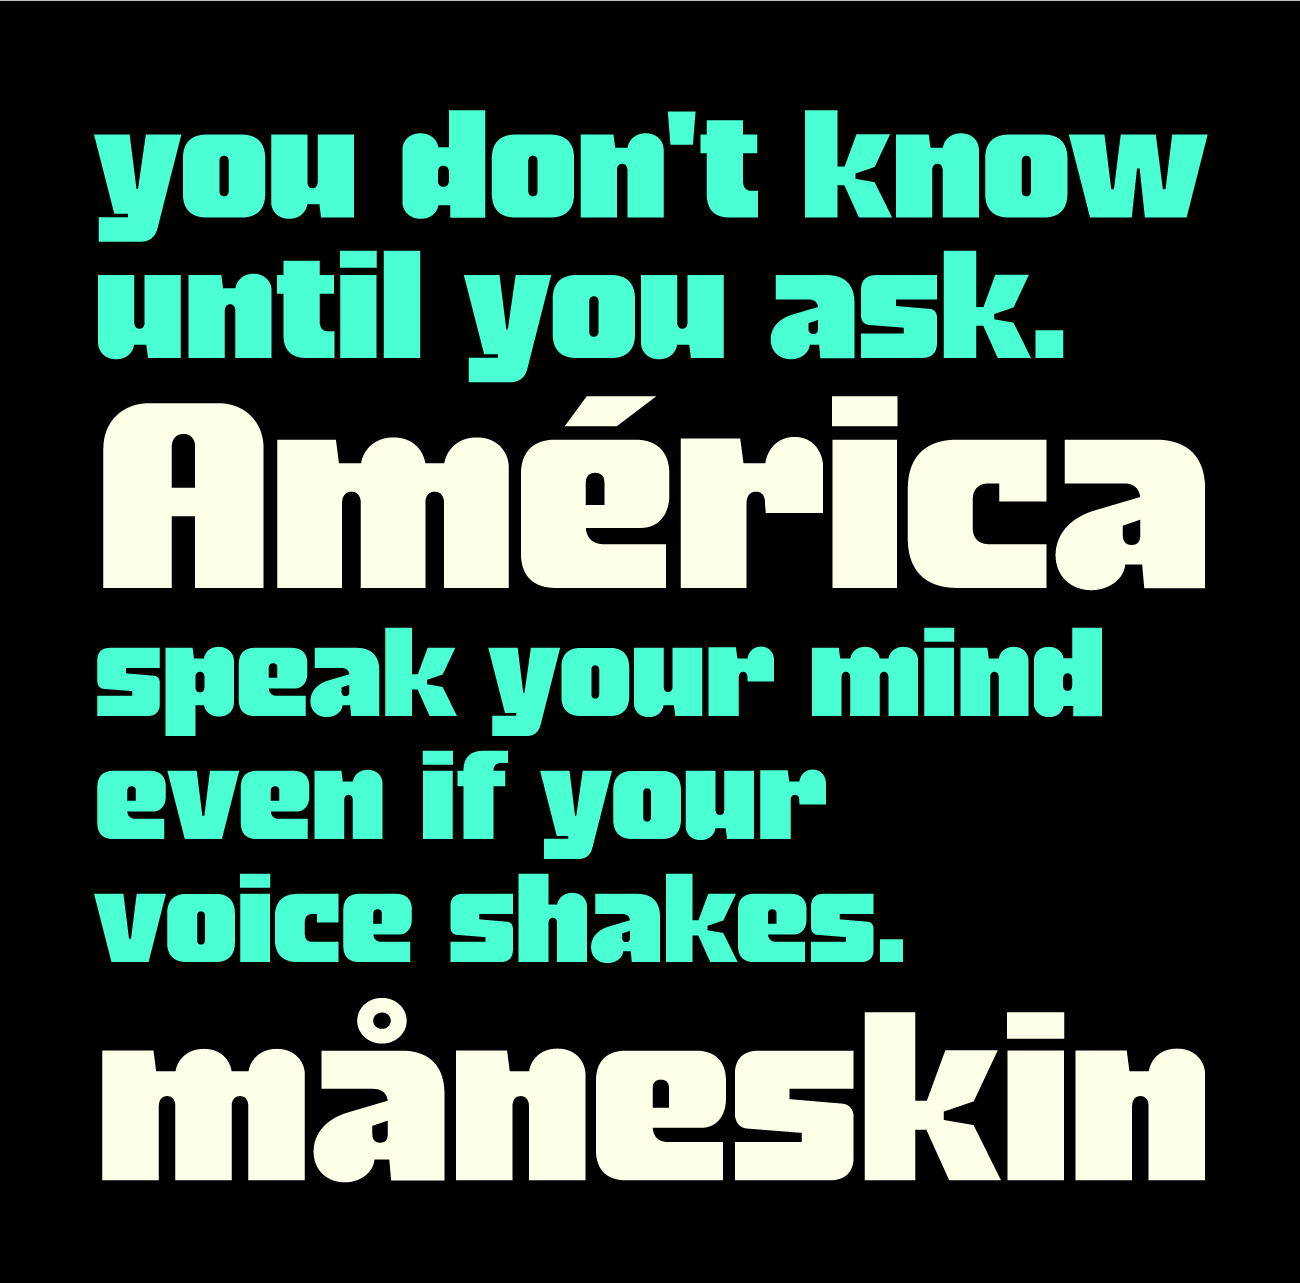 you don't know
until you ask.
América
speak your mind
even if your
voice shakes.
måneskin